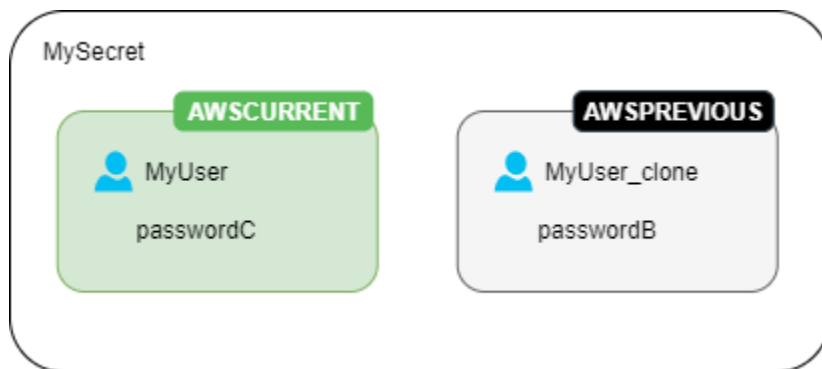 MySecret
AWSCURRENT
MyUser
passwordC
AWSPREVIOUS
MyUser_clone
passwordB